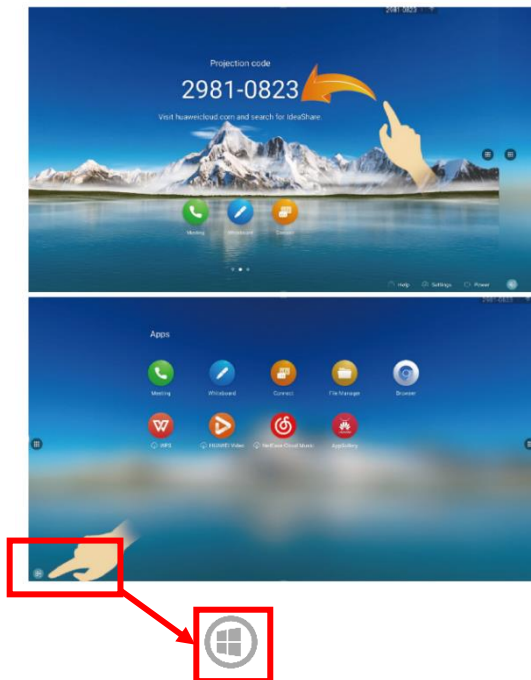 2981-0823
Projection code
2981-0823
Visit huaweicloud.com and search for IdeaShare.
Meeting Whiteboard Connect
Help Settings Power
2981-0823
Apps
Meeting Whiteboard Connect File Manager Browser
WPS HUAWEI Video NetEase Cloud Music AppGallery